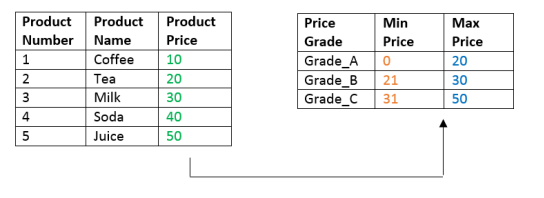 Product Number Product Name Product Price
1 Coffee 10
2 Tea 20
3 Milk 30
4 Soda 40
5 Juice 50
Price Grade Min Price Max Price
Grade_A 0 20
Grade_B 21 30
Grade_C 31 50